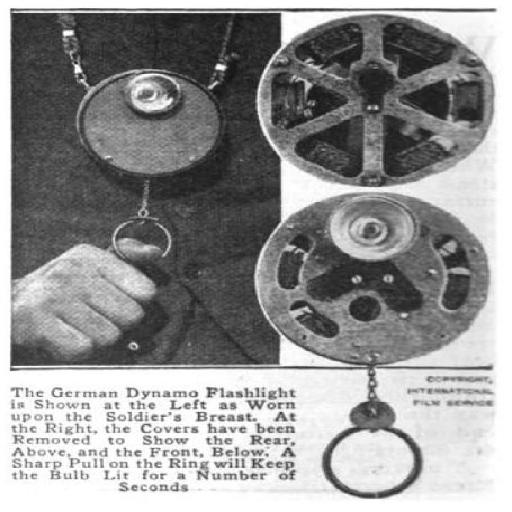 The German Dynamo Flashlight
is Shown at the Left as Worn
upon the Soldier's Breast. At
the Right, the Covers have been
Removed to Show the Rear,
Above, and the Front, Below. A
Sharp Pull on the Ring will Keep
the Bulb Lit for a Number of
Seconds
COPYRIGHT,
INTERNATIONAL
FILM SERVICE